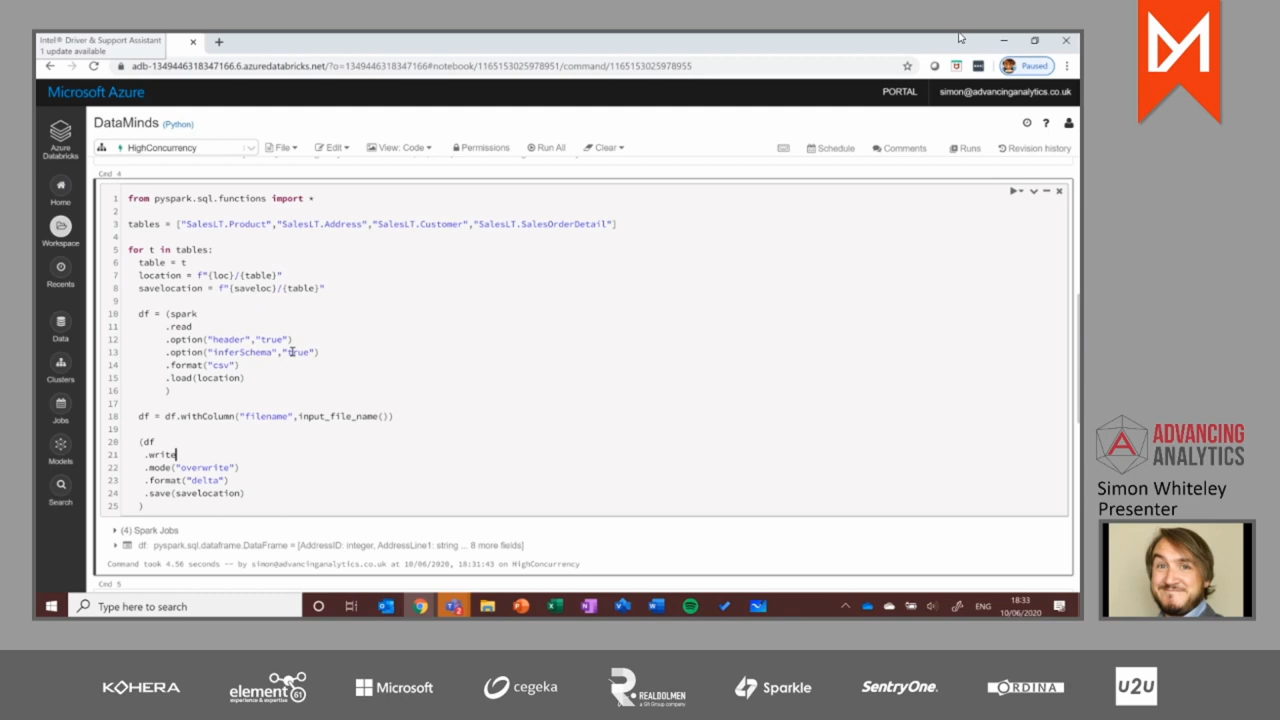 Intel® Driver & Support Assistant
1 update available
adb-1349446318347166.6.azuredatabricks.net/?o=1349446318347166#notebook/1165153025978951/command/1165153025978955
Paused
Microsoft Azure
PORTAL
simon@advancinganalytics.co.uk
Azure
Databricks
Home
Workspace
Recents
Data
Clusters
Jobs
Models
Search
DataMinds (Python)
HighConcurrency
File
Edit
View: Code
Permissions
Run All
Clear
Schedule
Comments
Runs
Revision history
Cmd 4
1 from pyspark.sql.functions import *
2
3 tables = ["SalesLT.Product","SalesLT.Address","SalesLT.Customer","SalesLT.SalesOrderDetail"]
4
5 for t in tables:
6 table = t
7 location = f"{loc}/{table}"
8 savelocation = f"{saveloc}/{table}"
9
10 df = (spark
11 .read
12 .option("header","true")
13 .option("inferSchema","true")
14 .format("csv")
15 .load(location)
16 )
17
18 df = df.withColumn("filename",input_file_name())
19
20 (df
21 .write
22 .mode("overwrite")
23 .format("delta")
24 .save(savelocation)
25 )
(4) Spark Jobs
df: pyspark.sql.dataframe.DataFrame = [AddressID: integer, AddressLine1: string ... 8 more fields]
Command took 4.56 seconds -- by simon@advancinganalytics.co.uk at 10/06/2020, 18:31:43 on HighConcurrency
Cmd 5
Type here to search
ENG
18:33
10/06/2020
ADVANCING
ANALYTICS
Simon Whiteley
Presenter
KOHERA
element 61
experience & expertise
Microsoft
cegeka
REALDOLMEN
a Gfi Group company
Sparkle
SentryOne.
ORDINA
U2U